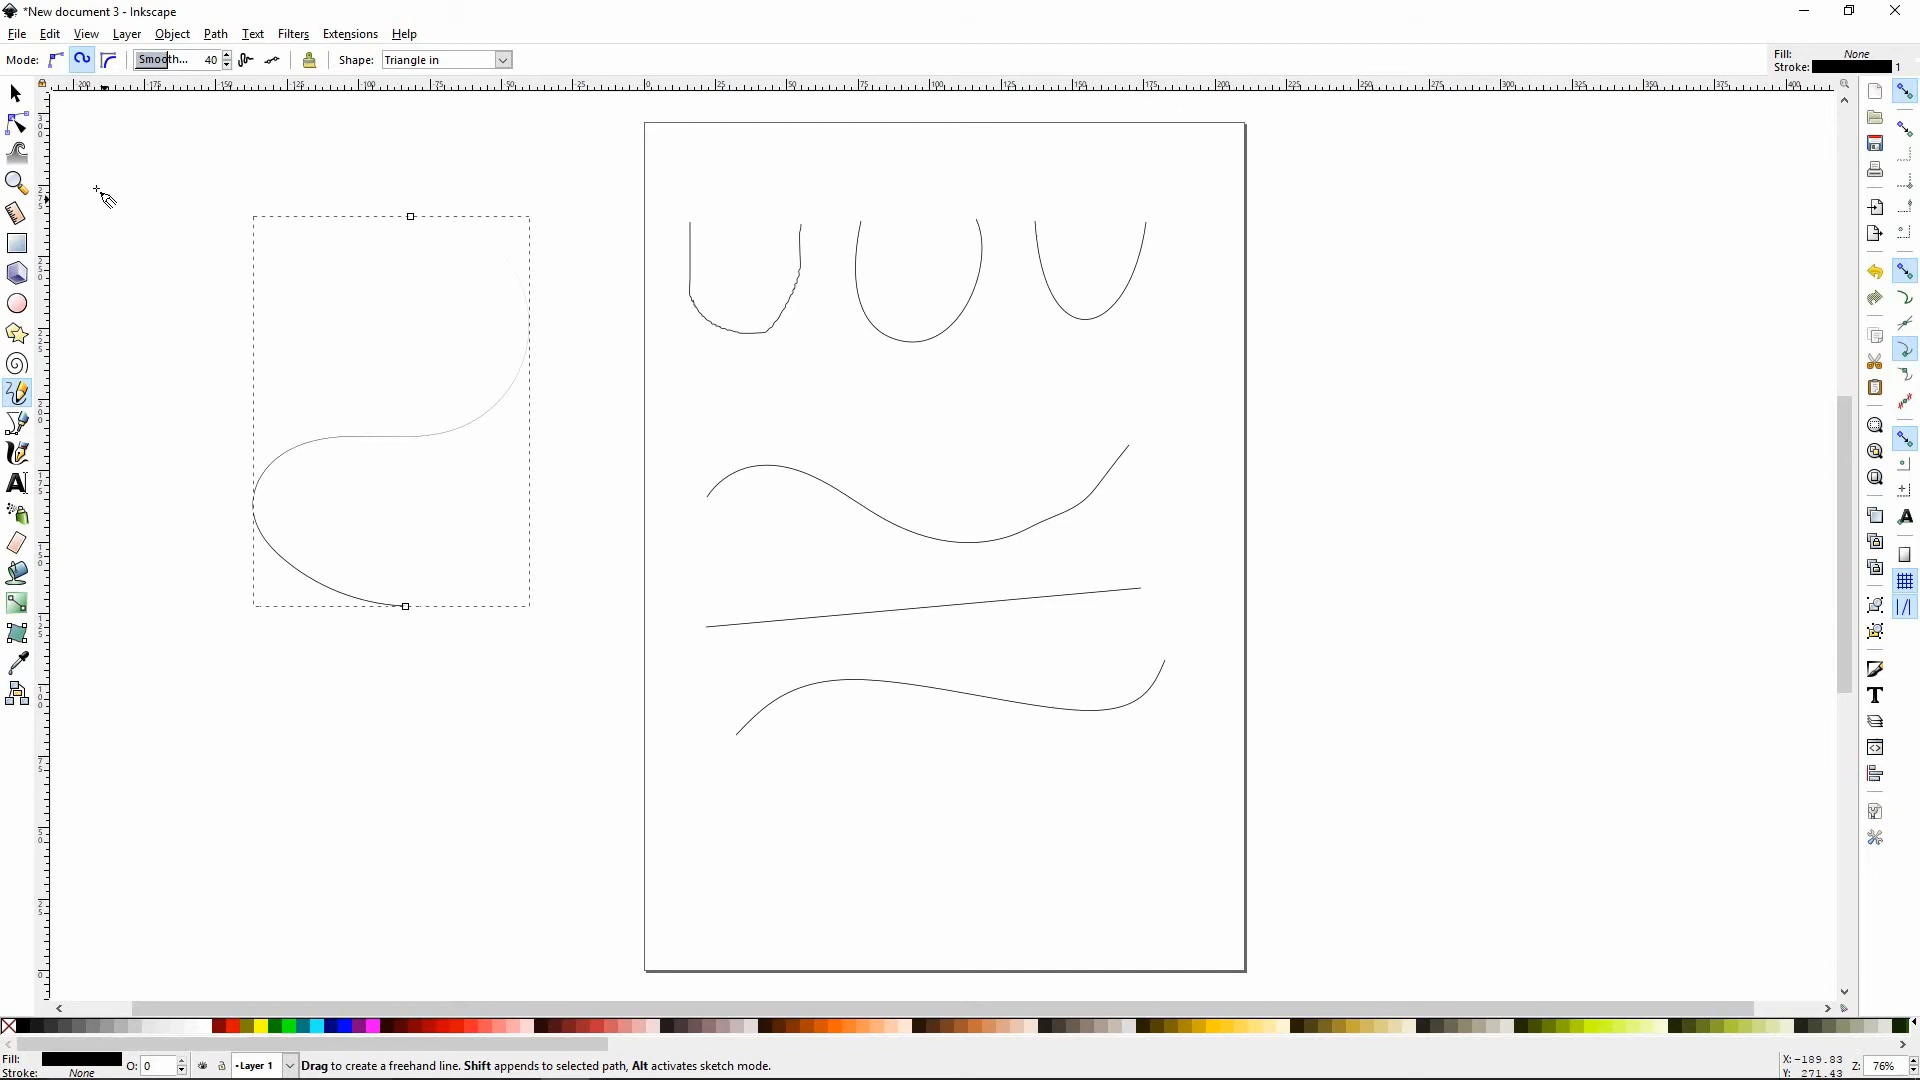 *New document 3 - Inkscape
File Edit View Layer Object Text Filters Extensions Help
Mode: Smooth... 40 Shape: Triangle in
Fill: None
Stroke: 1
Fill:
Stroke: None
O: 0
•Layer 1
Drag to create a freehand line. Shift appends to selected path, Alt activates sketch mode.
X: -189.83
Y: 271.43
Z: 76%